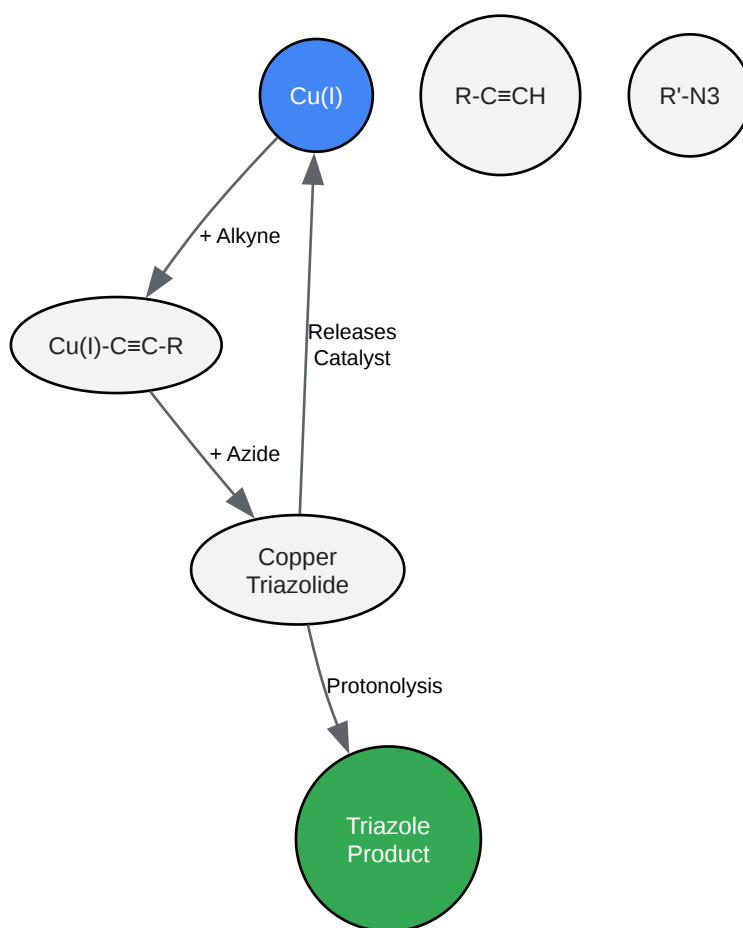 Cu(I)
R-C≡CH
R'-N3
+ Alkyne
Releases
Catalyst
Cu(I)-C≡C-R
+ Azide
Copper
Triazolide
Protonolysis
Triazole
Product